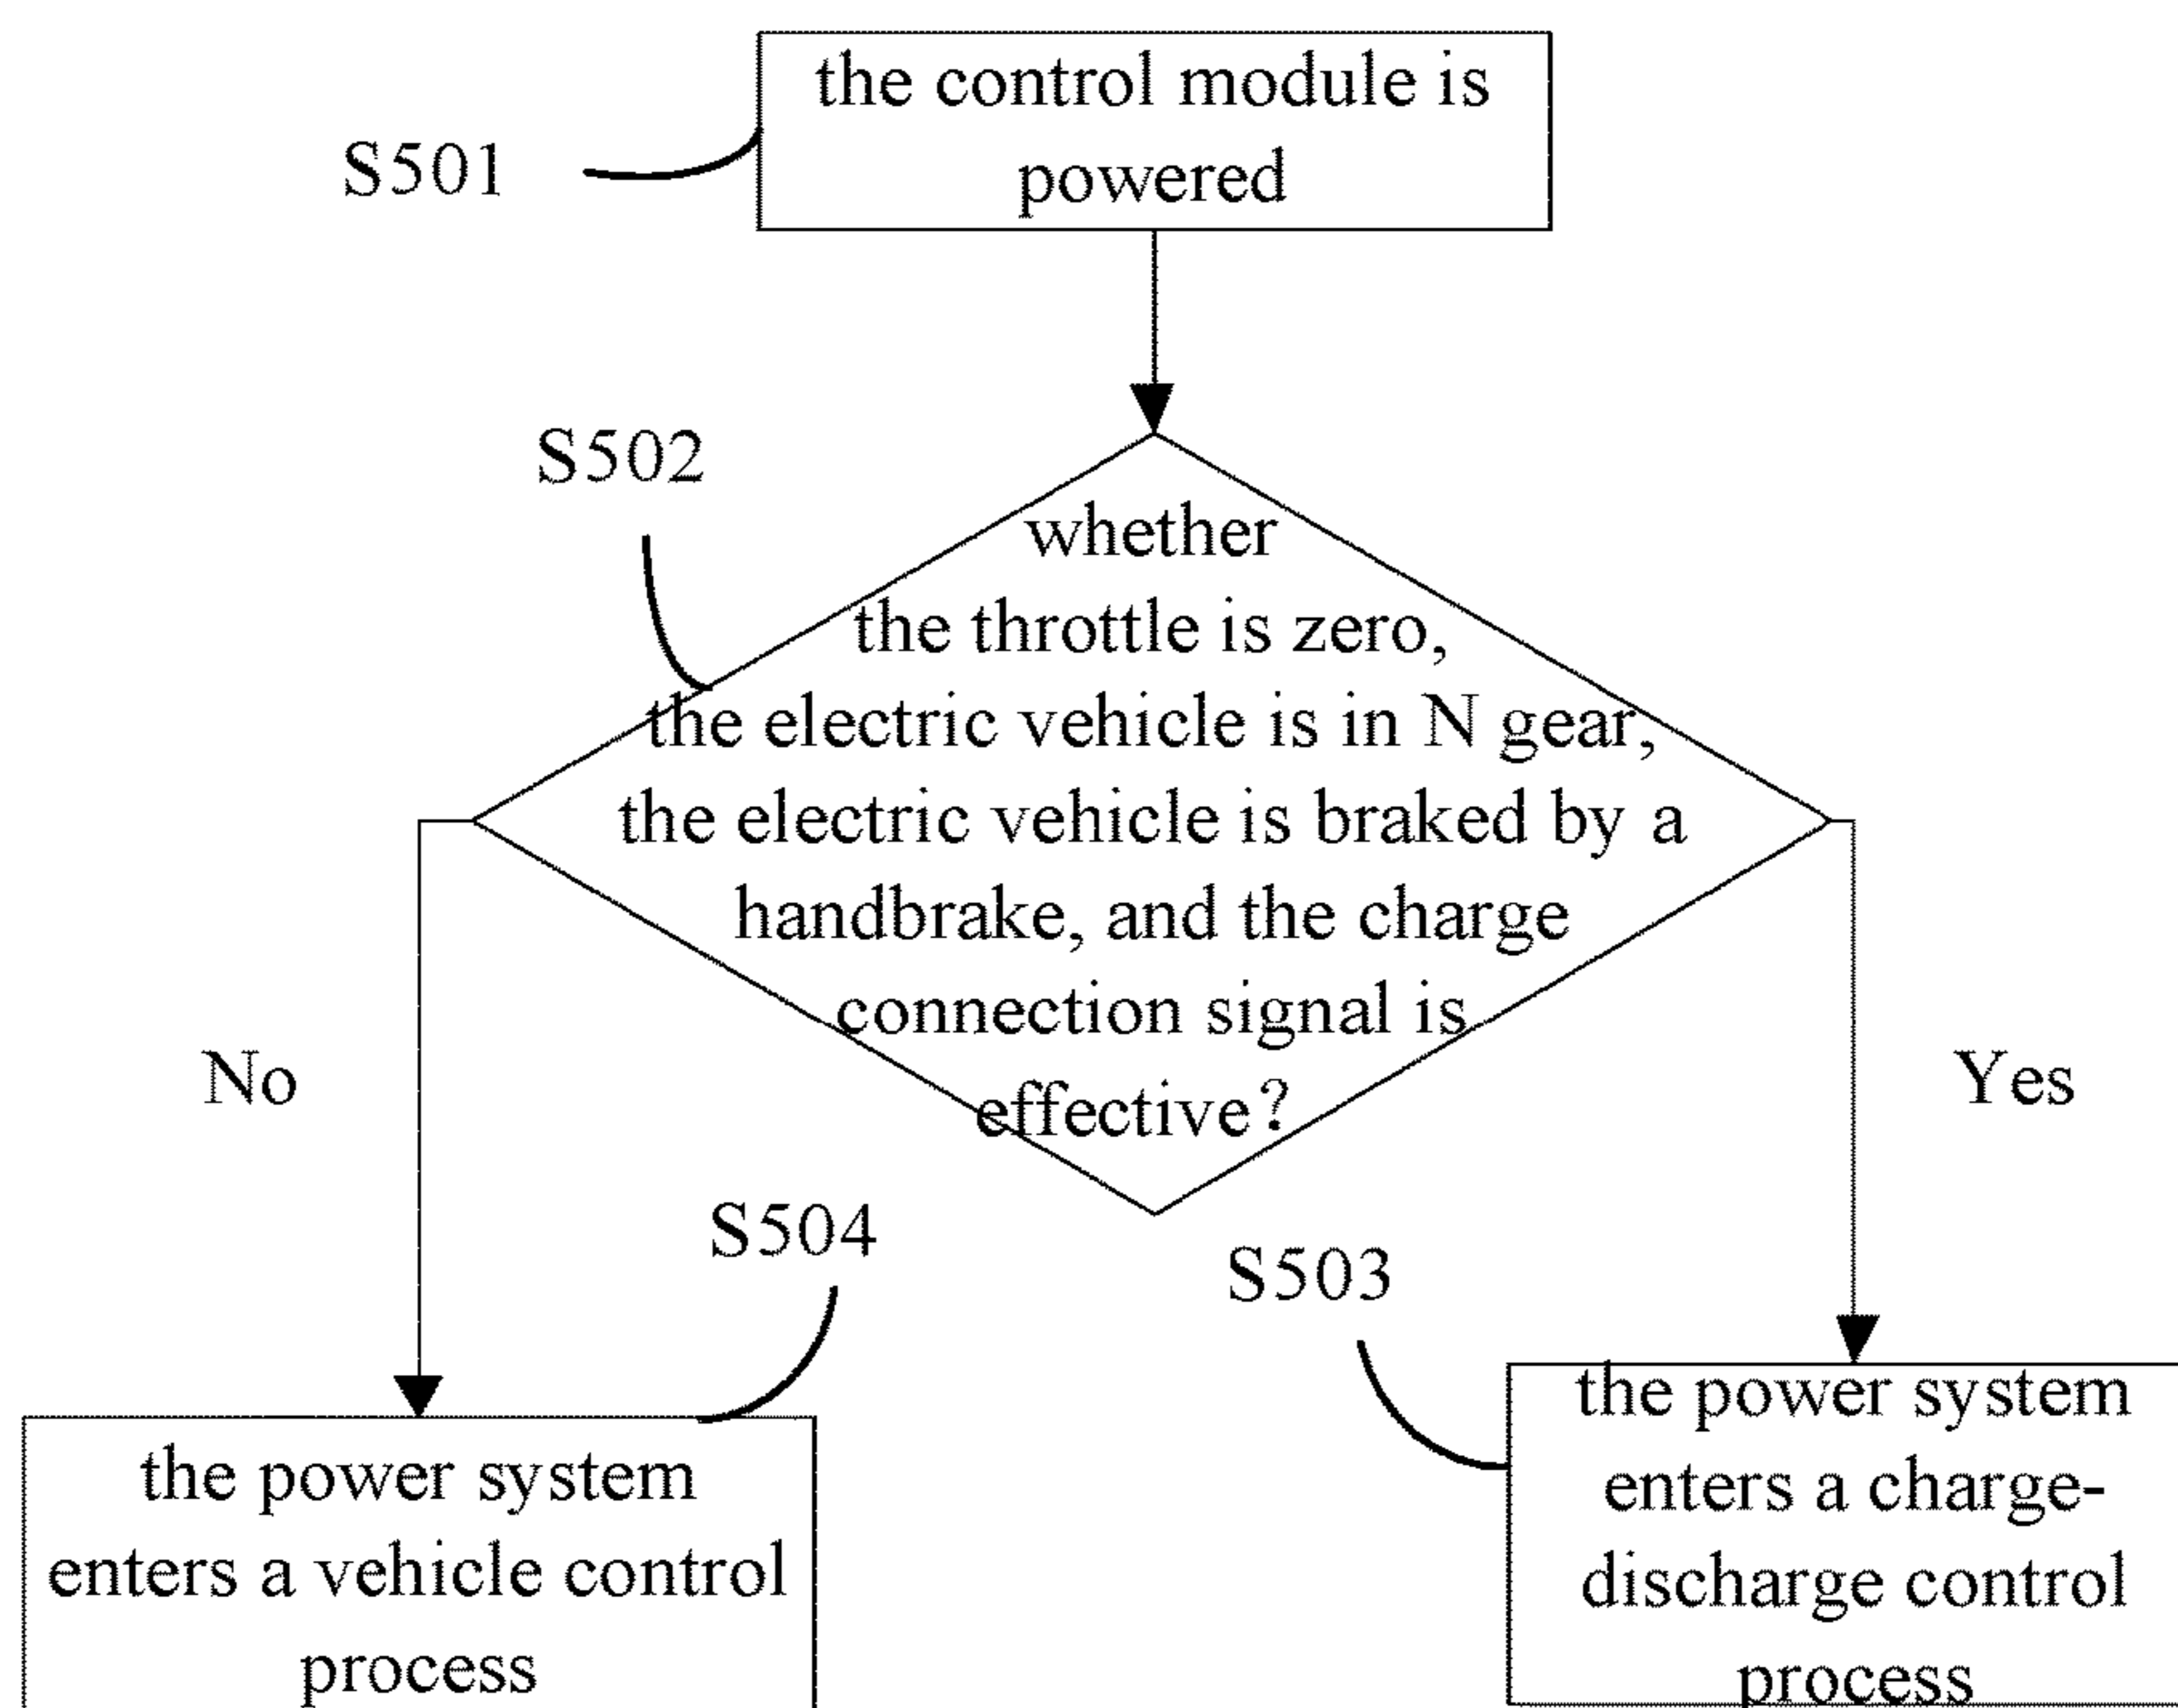 the control module is
powered
S501
S502
whether
the throttle is zero,
the electric vehicle is in N gear,
the electric vehicle is braked by a
handbrake, and the charge
connection signal is
effective?
No
Yes
S504
S503
the power system
enters a vehicle control
process
the power system
enters a charge-
discharge control
process